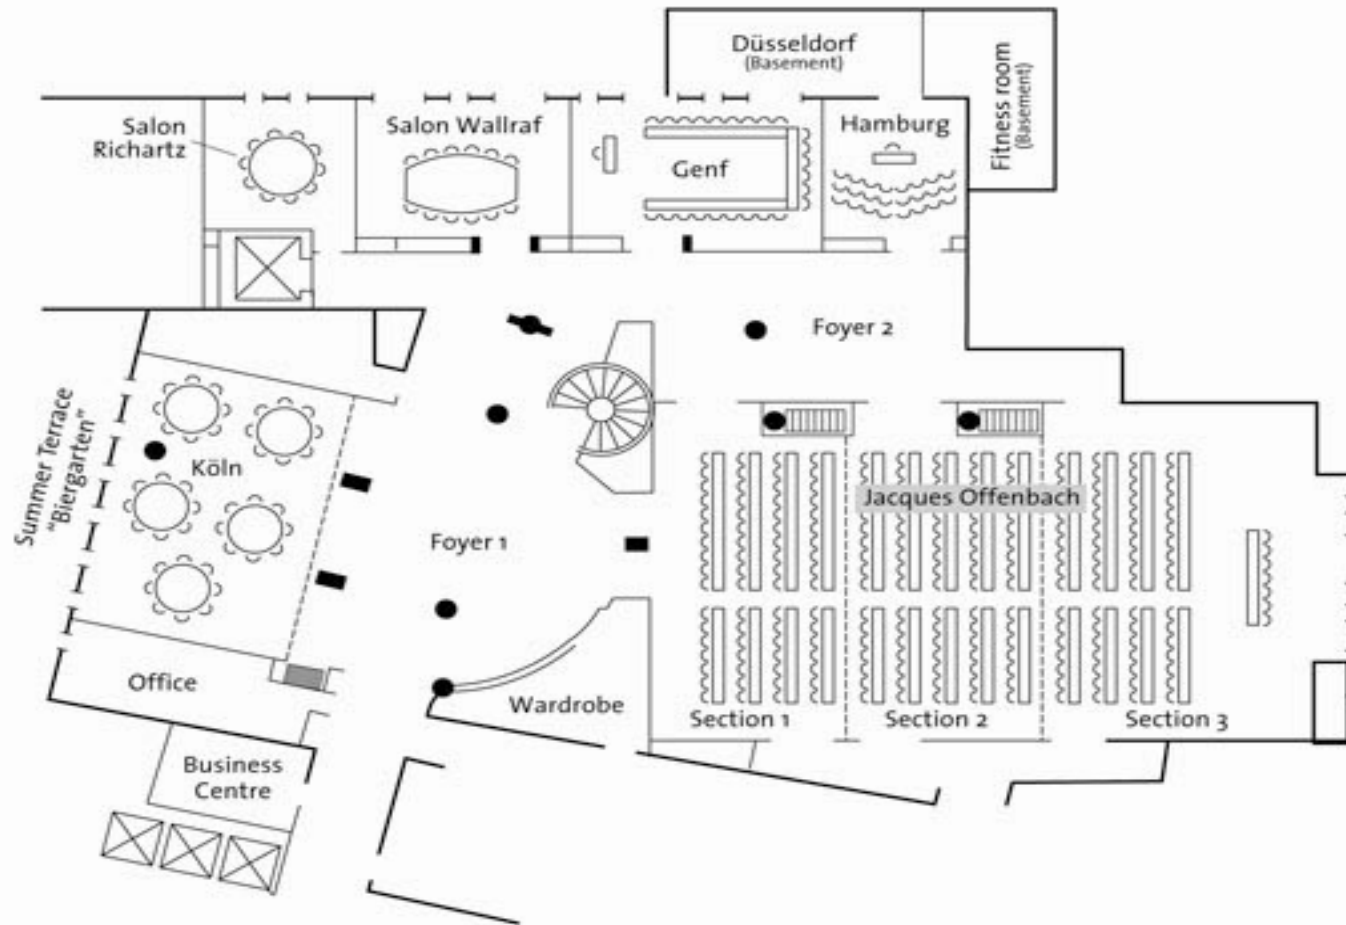 Düsseldorf
(Basement)
Fitness room
(Basement)
Salon
Richartz
Salon Wallraf
Genf
Hamburg
Foyer 2
Summer Terrace
"Biergarten"
Köln
Jacques Offenbach
Foyer 1
Office
Wardrobe
Section 1
Section 2
Section 3
Business
Centre